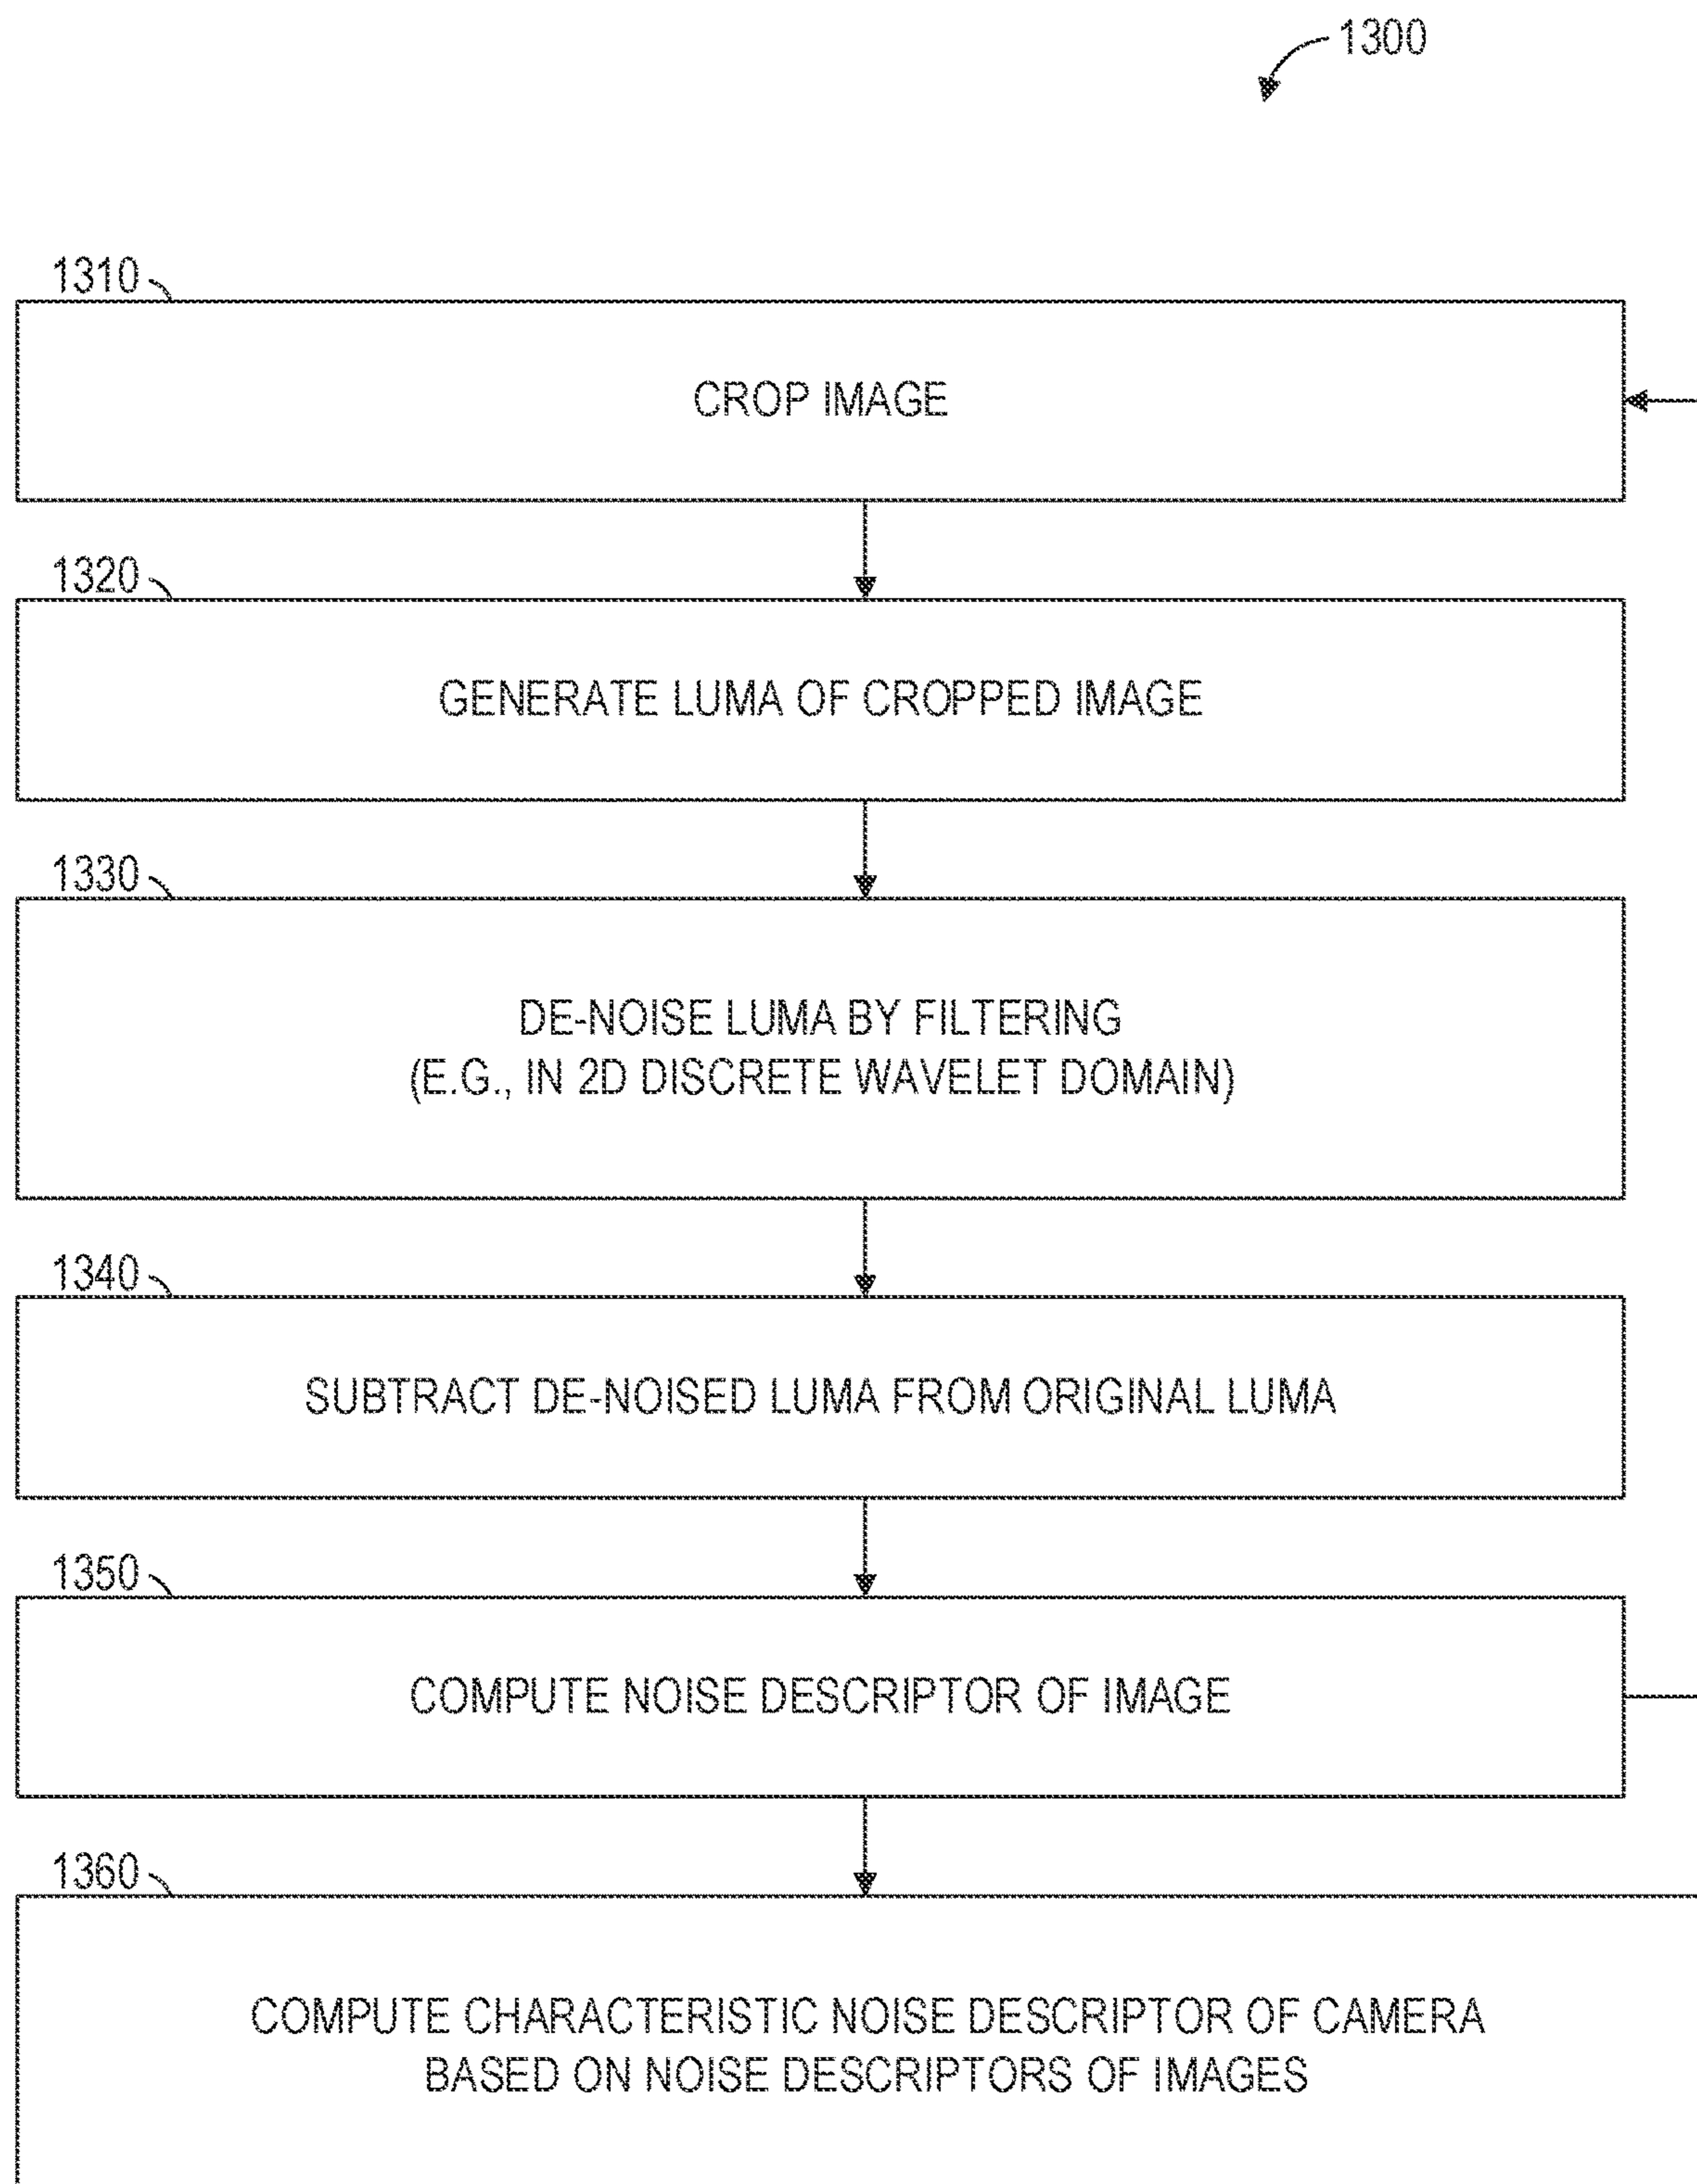 1300
1310
CROP IMAGE
1320
GENERATE LUMA OF CROPPED IMAGE
1330
DE-NOISE LUMA BY FILTERING
(E.G., IN 2D DISCRETE WAVELET DOMAIN)
1340
SUBTRACT DE-NOISED LUMA FROM ORIGINAL LUMA
1350
COMPUTE NOISE DESCRIPTOR OF IMAGE
1360
COMPUTE CHARACTERISTIC NOISE DESCRIPTOR OF CAMERA
BASED ON NOISE DESCRIPTORS OF IMAGES